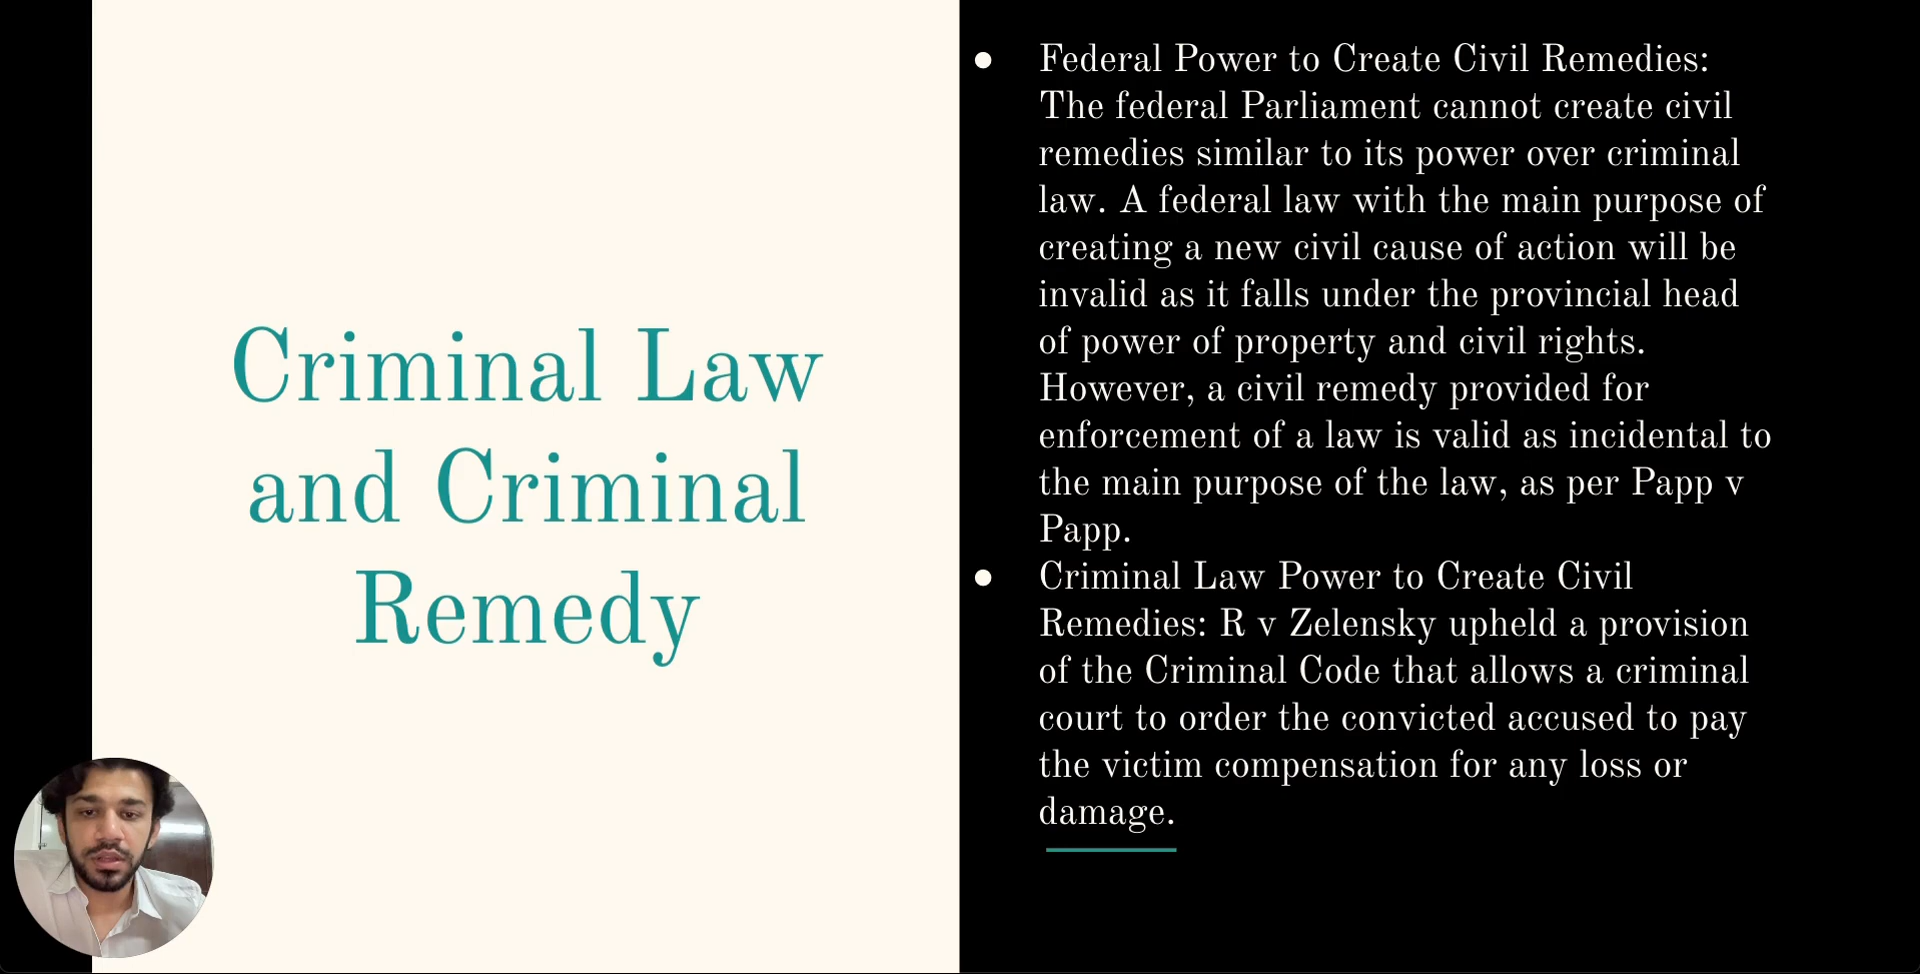 Criminal Law
and Criminal
Remedy
● Federal Power to Create Civil Remedies:
The federal Parliament cannot create civil
remedies similar to its power over criminal
law. A federal law with the main purpose of
creating a new civil cause of action will be
invalid as it falls under the provincial head
of power of property and civil rights.
However, a civil remedy provided for
enforcement of a law is valid as incidental to
the main purpose of the law, as per Papp v
Papp.
● Criminal Law Power to Create Civil
Remedies: R v Zelensky upheld a provision
of the Criminal Code that allows a criminal
court to order the convicted accused to pay
the victim compensation for any loss or
damage.